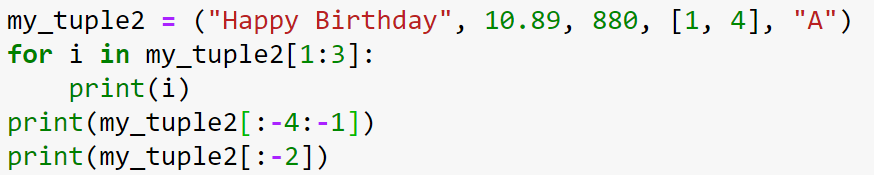 my_tuple2 = ("Happy Birthday", 10.89, 880, [1, 4], "A")
for i in my_tuple2[1:3]:
    print(i)
print(my_tuple2[:-4:-1])
print(my_tuple2[:-2])